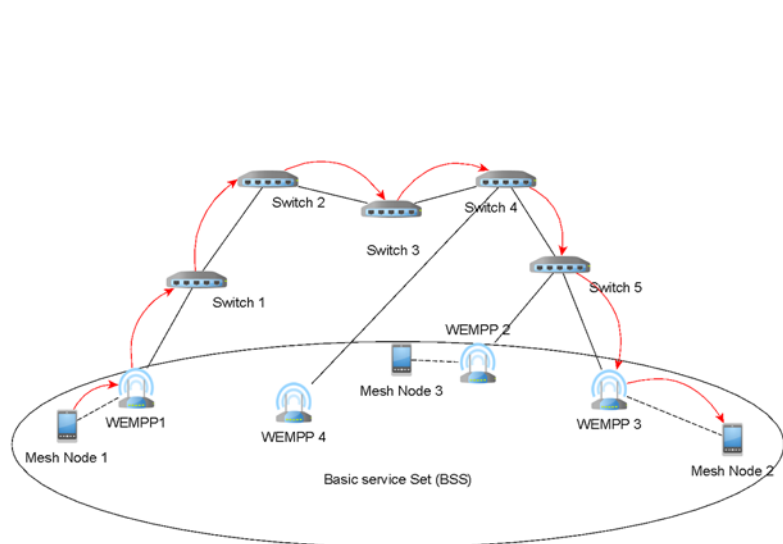 Switch 2
Switch 4
Switch 3
Switch 5
Switch 1
WEMPP 2
Mesh Node 3
WEMPP1
WEMPP 4
WEMPP 3
Mesh Node 1
Mesh Node 2
Basic service Set (BSS)